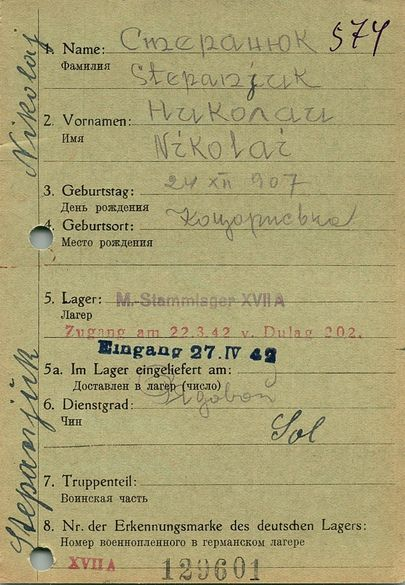 574
1. Name: Степанюк
Фамилия
Stepanjuk
2. Vornamen: Николай
Имя
Nikolai
3. Geburtstag: 24 XII 907
День рождения
4. Geburtsort:
Место рождения
5. Lager: M.-Stammlager XVII A
Лагер
Zugang am 22.3.42 v. Dulag 202.
Eingang 27. IV 42
5a. Im Lager eingeliefert am:
Доставлен в лагер (число)
6. Dienstgrad:
Чин
Sol
7. Truppenteil:
Воинская часть
8. Nr. der Erkennungsmarke des deutschen Lagers:
Номер военнопленного в германском лагере
XVII A 129601
Stepanjuk Nikolaj